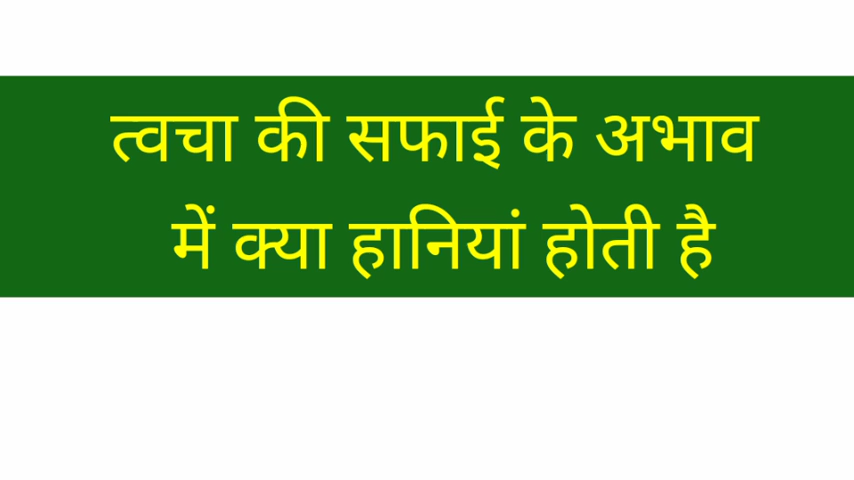 त्वचा की सफाई के अभाव
में क्या हानियां होती है